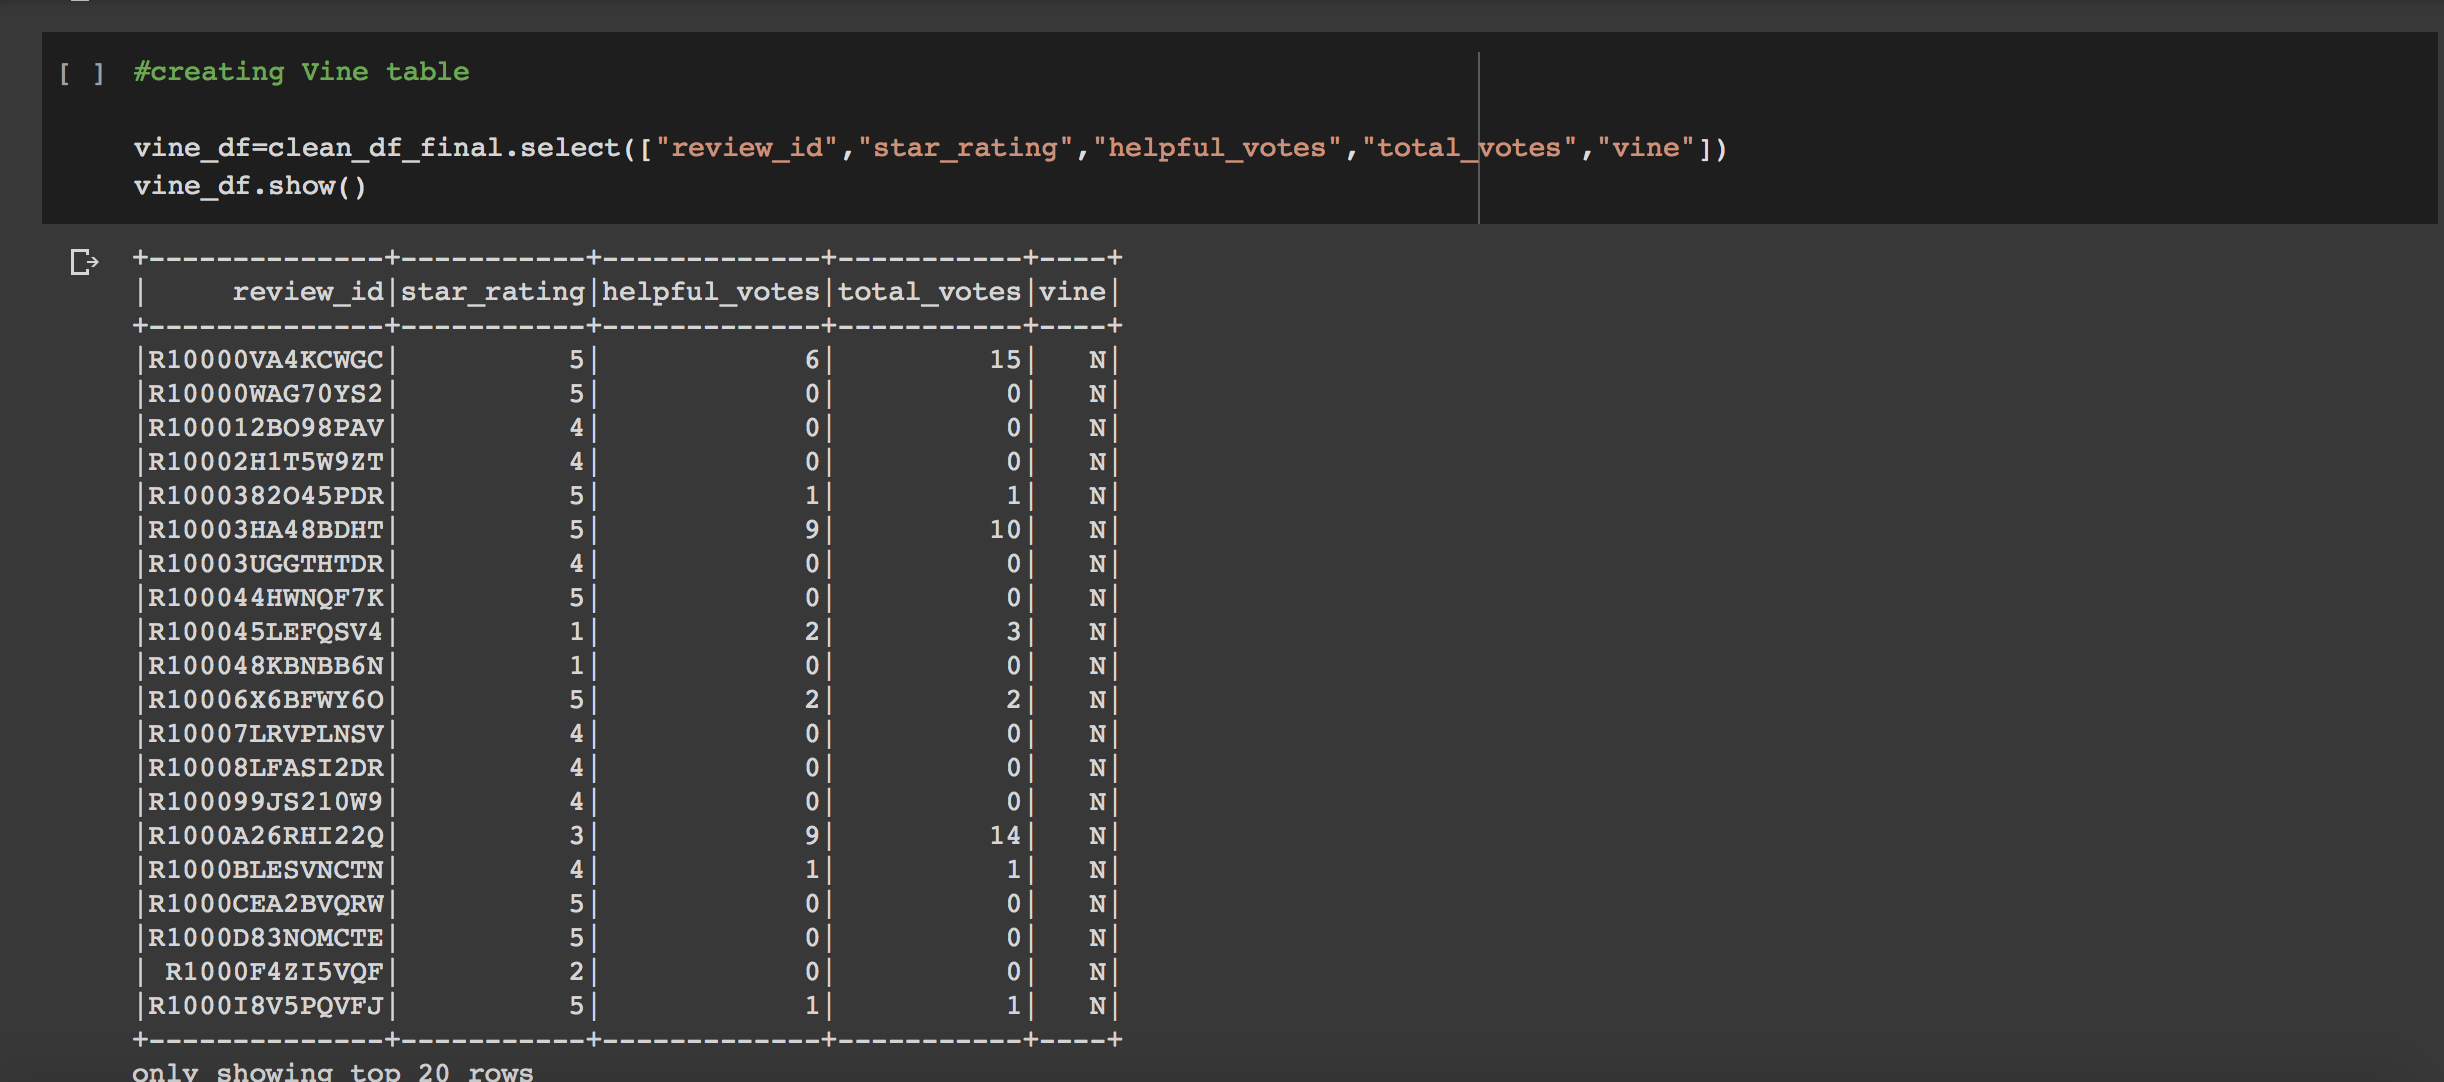 [ ] #creating Vine table
vine_df=clean_df_final.select(["review_id","star_rating","helpful_votes","total_votes","vine"])
vine_df.show()
+--------------+-----------+-------------+-----------+----+
|     review_id|star_rating|helpful_votes|total_votes|vine|
+--------------+-----------+-------------+-----------+----+
|R10000VA4KCWGC|          5|            6|         15|   N|
|R10000WAG70YS2|          5|            0|          0|   N|
|R100012BO98PAV|          4|            0|          0|   N|
|R10002H1T5W9ZT|          4|            0|          0|   N|
|R1000382O45PDR|          5|            1|          1|   N|
|R10003HA48BDHT|          5|            9|         10|   N|
|R10003UGGTHTDR|          4|            0|          0|   N|
|R100044HWNQF7K|          5|            0|          0|   N|
|R100045LEFQSV4|          1|            2|          3|   N|
|R100048KBNBB6N|          1|            0|          0|   N|
|R10006X6BFWY6O|          5|            2|          2|   N|
|R10007LRVPLNSV|          4|            0|          0|   N|
|R10008LFASI2DR|          4|            0|          0|   N|
|R100099JS210W9|          4|            0|          0|   N|
|R1000A26RHI22Q|          3|            9|         14|   N|
|R1000BLESVNCTN|          4|            1|          1|   N|
|R1000CEA2BVQRW|          5|            0|          0|   N|
|R1000D83NOMCTE|          5|            0|          0|   N|
| R1000F4ZI5VQF|          2|            0|          0|   N|
|R1000I8V5PQVFJ|          5|            1|          1|   N|
+--------------+-----------+-------------+-----------+----+
only showing top 20 rows